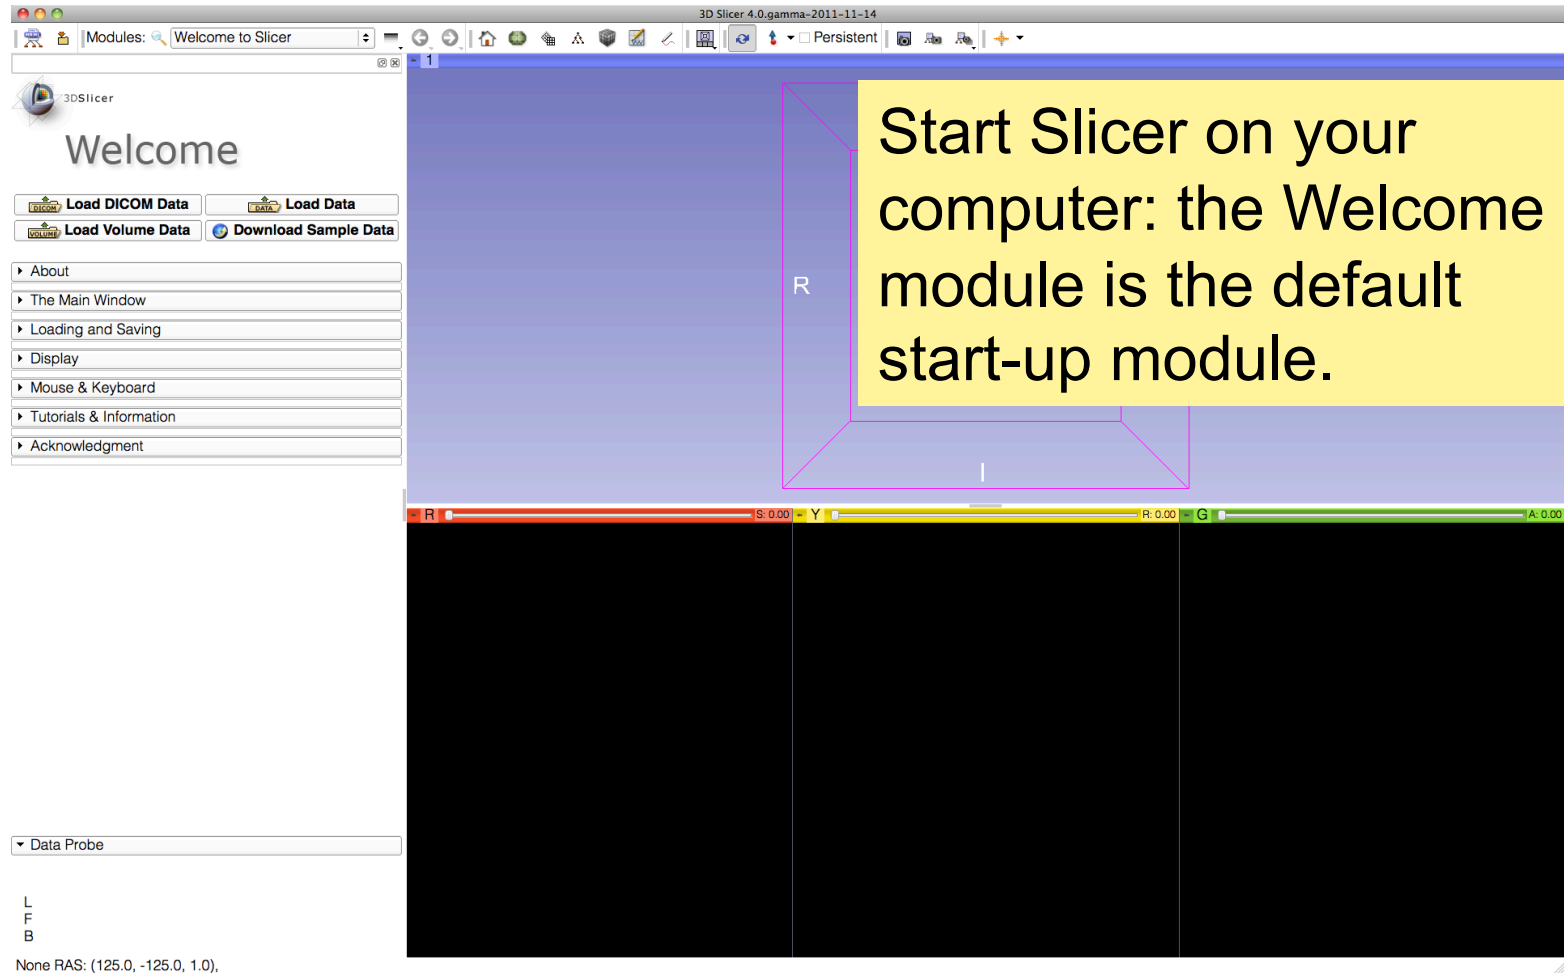 3D Slicer 4.0.gamma-2011-11-14
Modules: Welcome to Slicer
Persistent
1
3DSlicer
Welcome
DICOM Load DICOM Data
DATA Load Data
VOLUME Load Volume Data
Download Sample Data
About
The Main Window
Loading and Saving
Display
Mouse & Keyboard
Tutorials & Information
Acknowledgment
Start Slicer on your
computer: the Welcome
module is the default
start-up module.
R
I
R S: 0.00
Y R: 0.00
G A: 0.00
Data Probe
L
F
B
None RAS: (125.0, -125.0, 1.0),